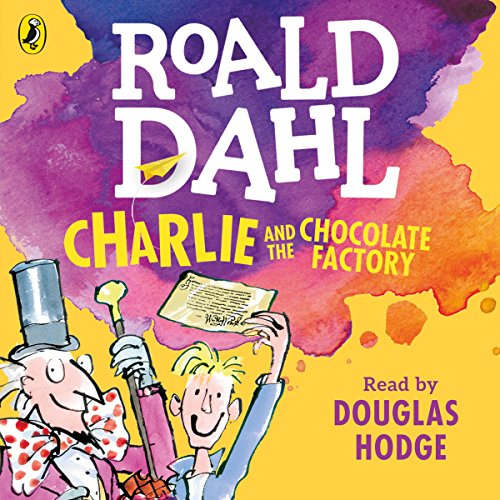 ROALD
DAHL
CHARLIE AND THE CHOCOLATE FACTORY
Read by
DOUGLAS
HODGE